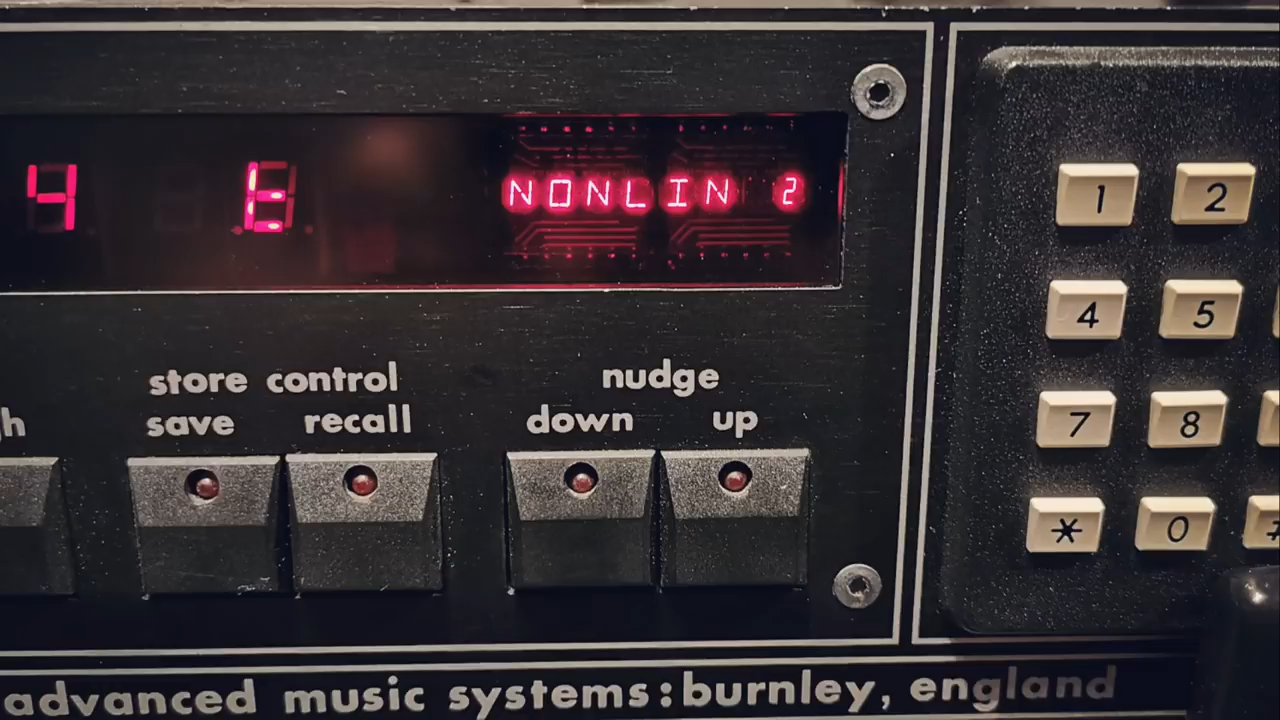 4 E NONLIN 2
1 2
4 5
store control nudge
save recall down up
7 8
* 0
advanced music systems:burnley, england